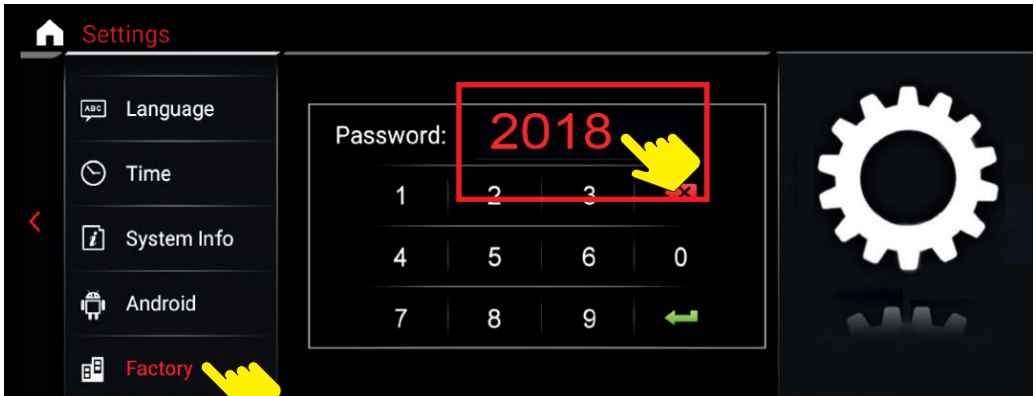 Settings
ABC Language
Time
i System Info
Android
Factory
Password: 2018
1 2 3
4 5 6 0
7 8 9